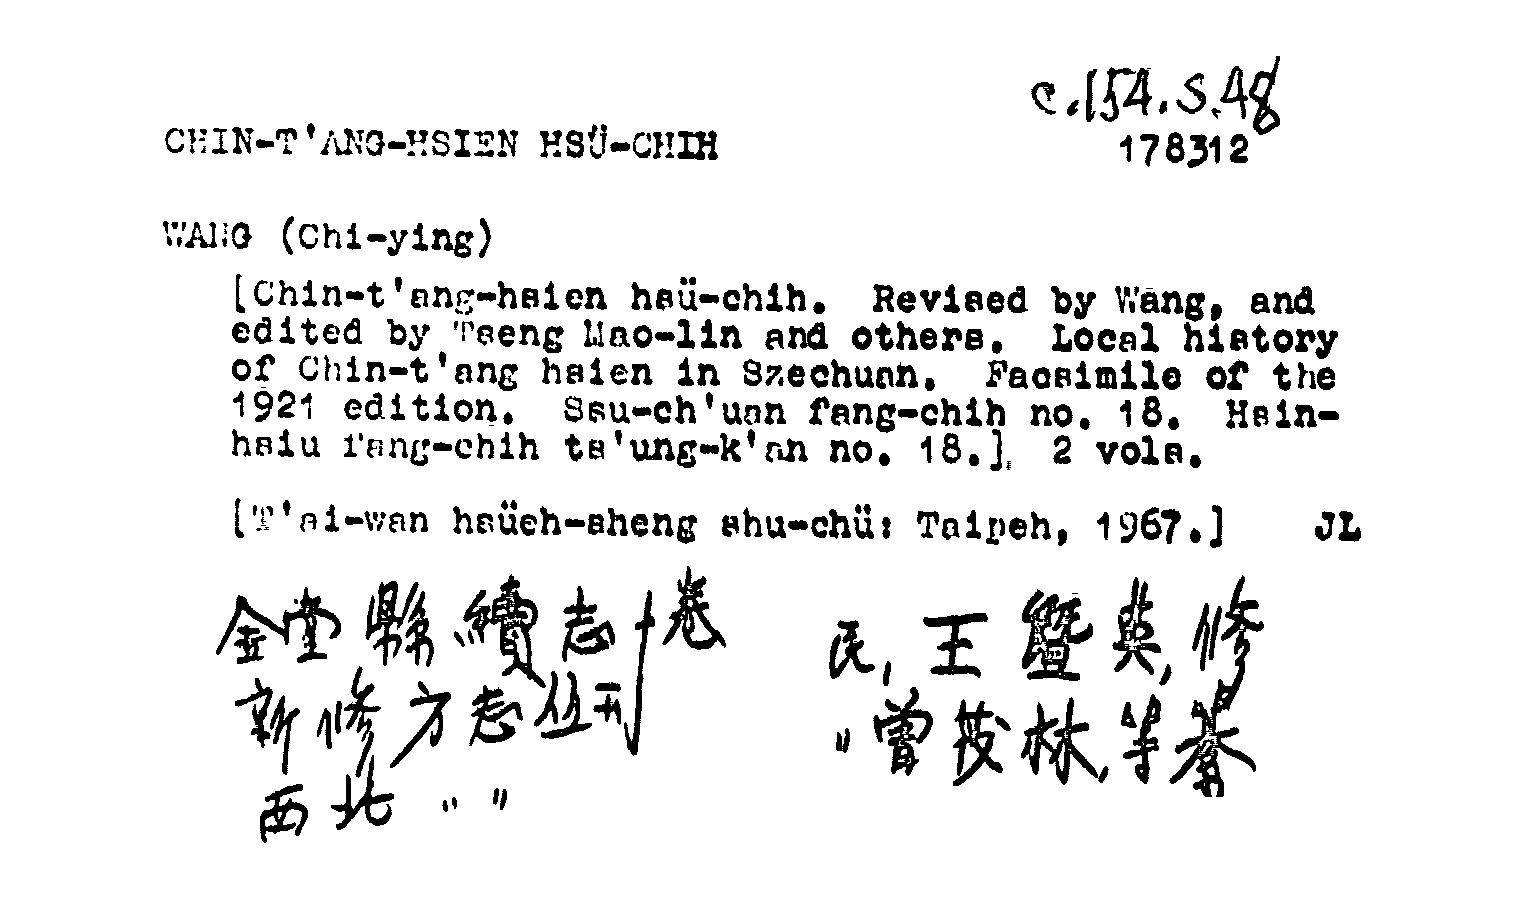 c.154.s.48
CHIN-T'ANG-HSIEN HSÜ-CHIH
178312
WANG (Chi-ying)
[Chin-t'ang-hsien hsü-chih. Revised by Wang, and
edited by Tseng Mao-lin and others. Local history
of Chin-t'ang hsien in Szechuan. Facsimile of the
1921 edition. Ssu-ch'uan fang-chih no. 18. Hsin-
hsiu fang-chih ts'ung-k'an no. 18.] 2 vols.
[T'ai-wan hsüeh-sheng shu-chü: Taipeh, 1967.] JL
金堂縣續志十卷 民, 王暨英, 修
新修方志丛刊 " 曾茂林, 等纂
西北 " "